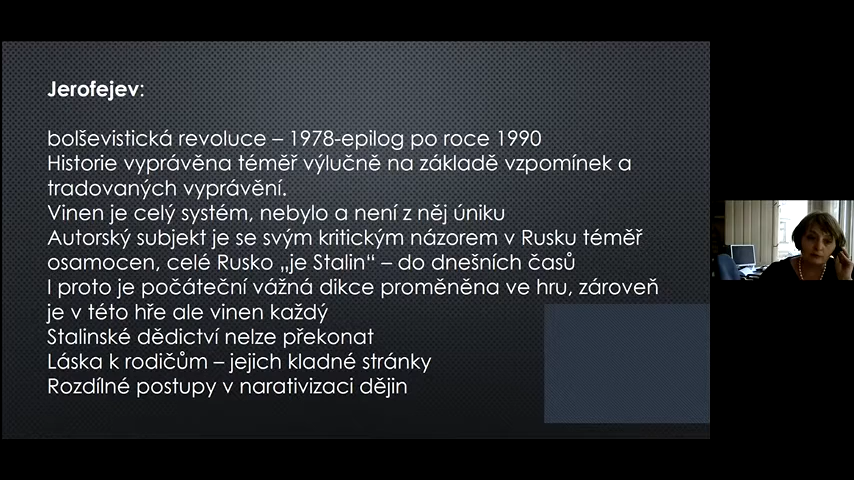 Jerofejev:
bolševistická revoluce – 1978-epilog po roce 1990
Historie vyprávěna téměř výlučně na základě vzpomínek a
tradovaných vyprávění.
Vinen je celý systém, nebylo a není z něj úniku
Autorský subjekt je se svým kritickým názorem v Rusku téměř
osamocen, celé Rusko „je Stalin“ – do dnešních časů
I proto je počáteční vážná dikce proměněna ve hru, zároveň
je v této hře ale vinen každý
Stalinské dědictví nelze překonat
Láska k rodičům – jejich kladné stránky
Rozdílné postupy v narativizaci dějin